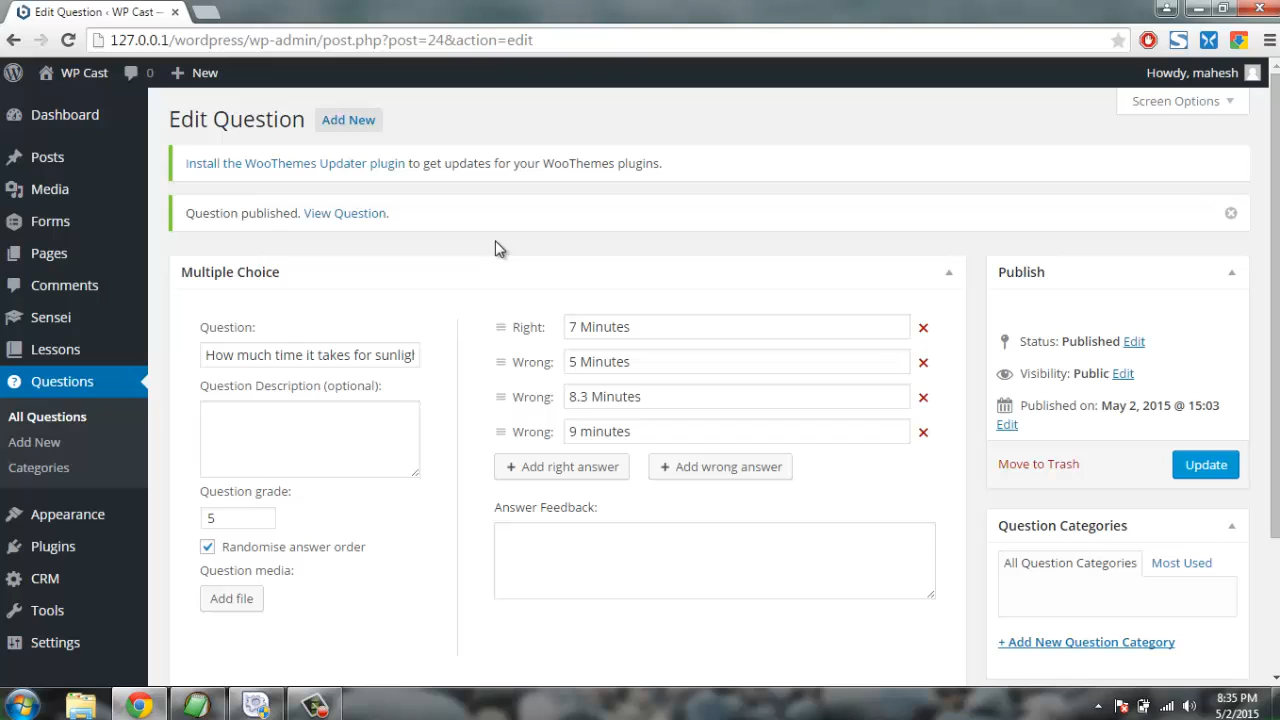 Edit Question ‹ WP Cast —
127.0.0.1/wordpress/wp-admin/post.php?post=24&action=edit
WP Cast 0 New
Howdy, mahesh
Screen Options
Dashboard
Posts
Media
Forms
Pages
Comments
Sensei
Lessons
Questions
All Questions
Add New
Categories
Appearance
Plugins
CRM
Tools
Settings
Edit Question Add New
Install the WooThemes Updater plugin to get updates for your WooThemes plugins.
Question published. View Question.
Multiple Choice
Question:
How much time it takes for sunligh
Question Description (optional):
Question grade:
5
Randomise answer order
Question media:
Add file
Right: 7 Minutes
Wrong: 5 Minutes
Wrong: 8.3 Minutes
Wrong: 9 minutes
+ Add right answer + Add wrong answer
Answer Feedback:
Publish
Status: Published Edit
Visibility: Public Edit
Published on: May 2, 2015 @ 15:03
Edit
Move to Trash Update
Question Categories
All Question Categories Most Used
+ Add New Question Category
8:35 PM
5/2/2015